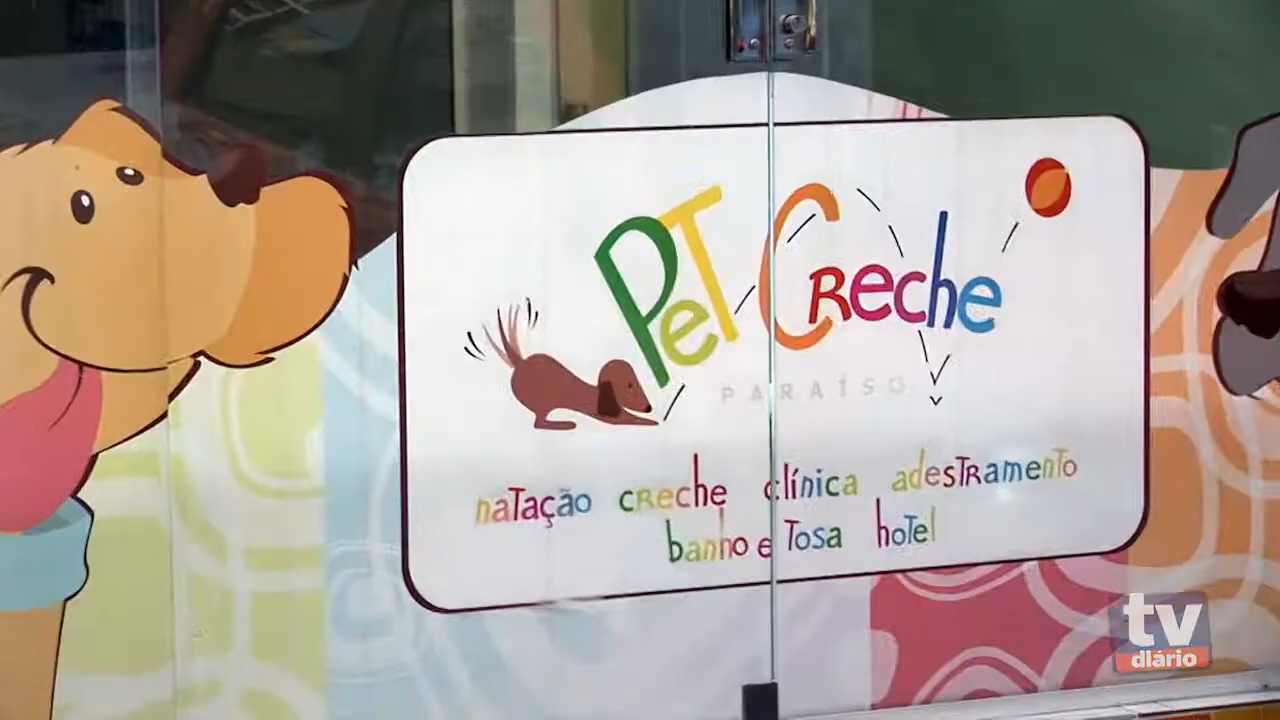 PeT Creche
PARAÍSO
natação creche clínica adestramento
banho e tosa hotel
tv
diário